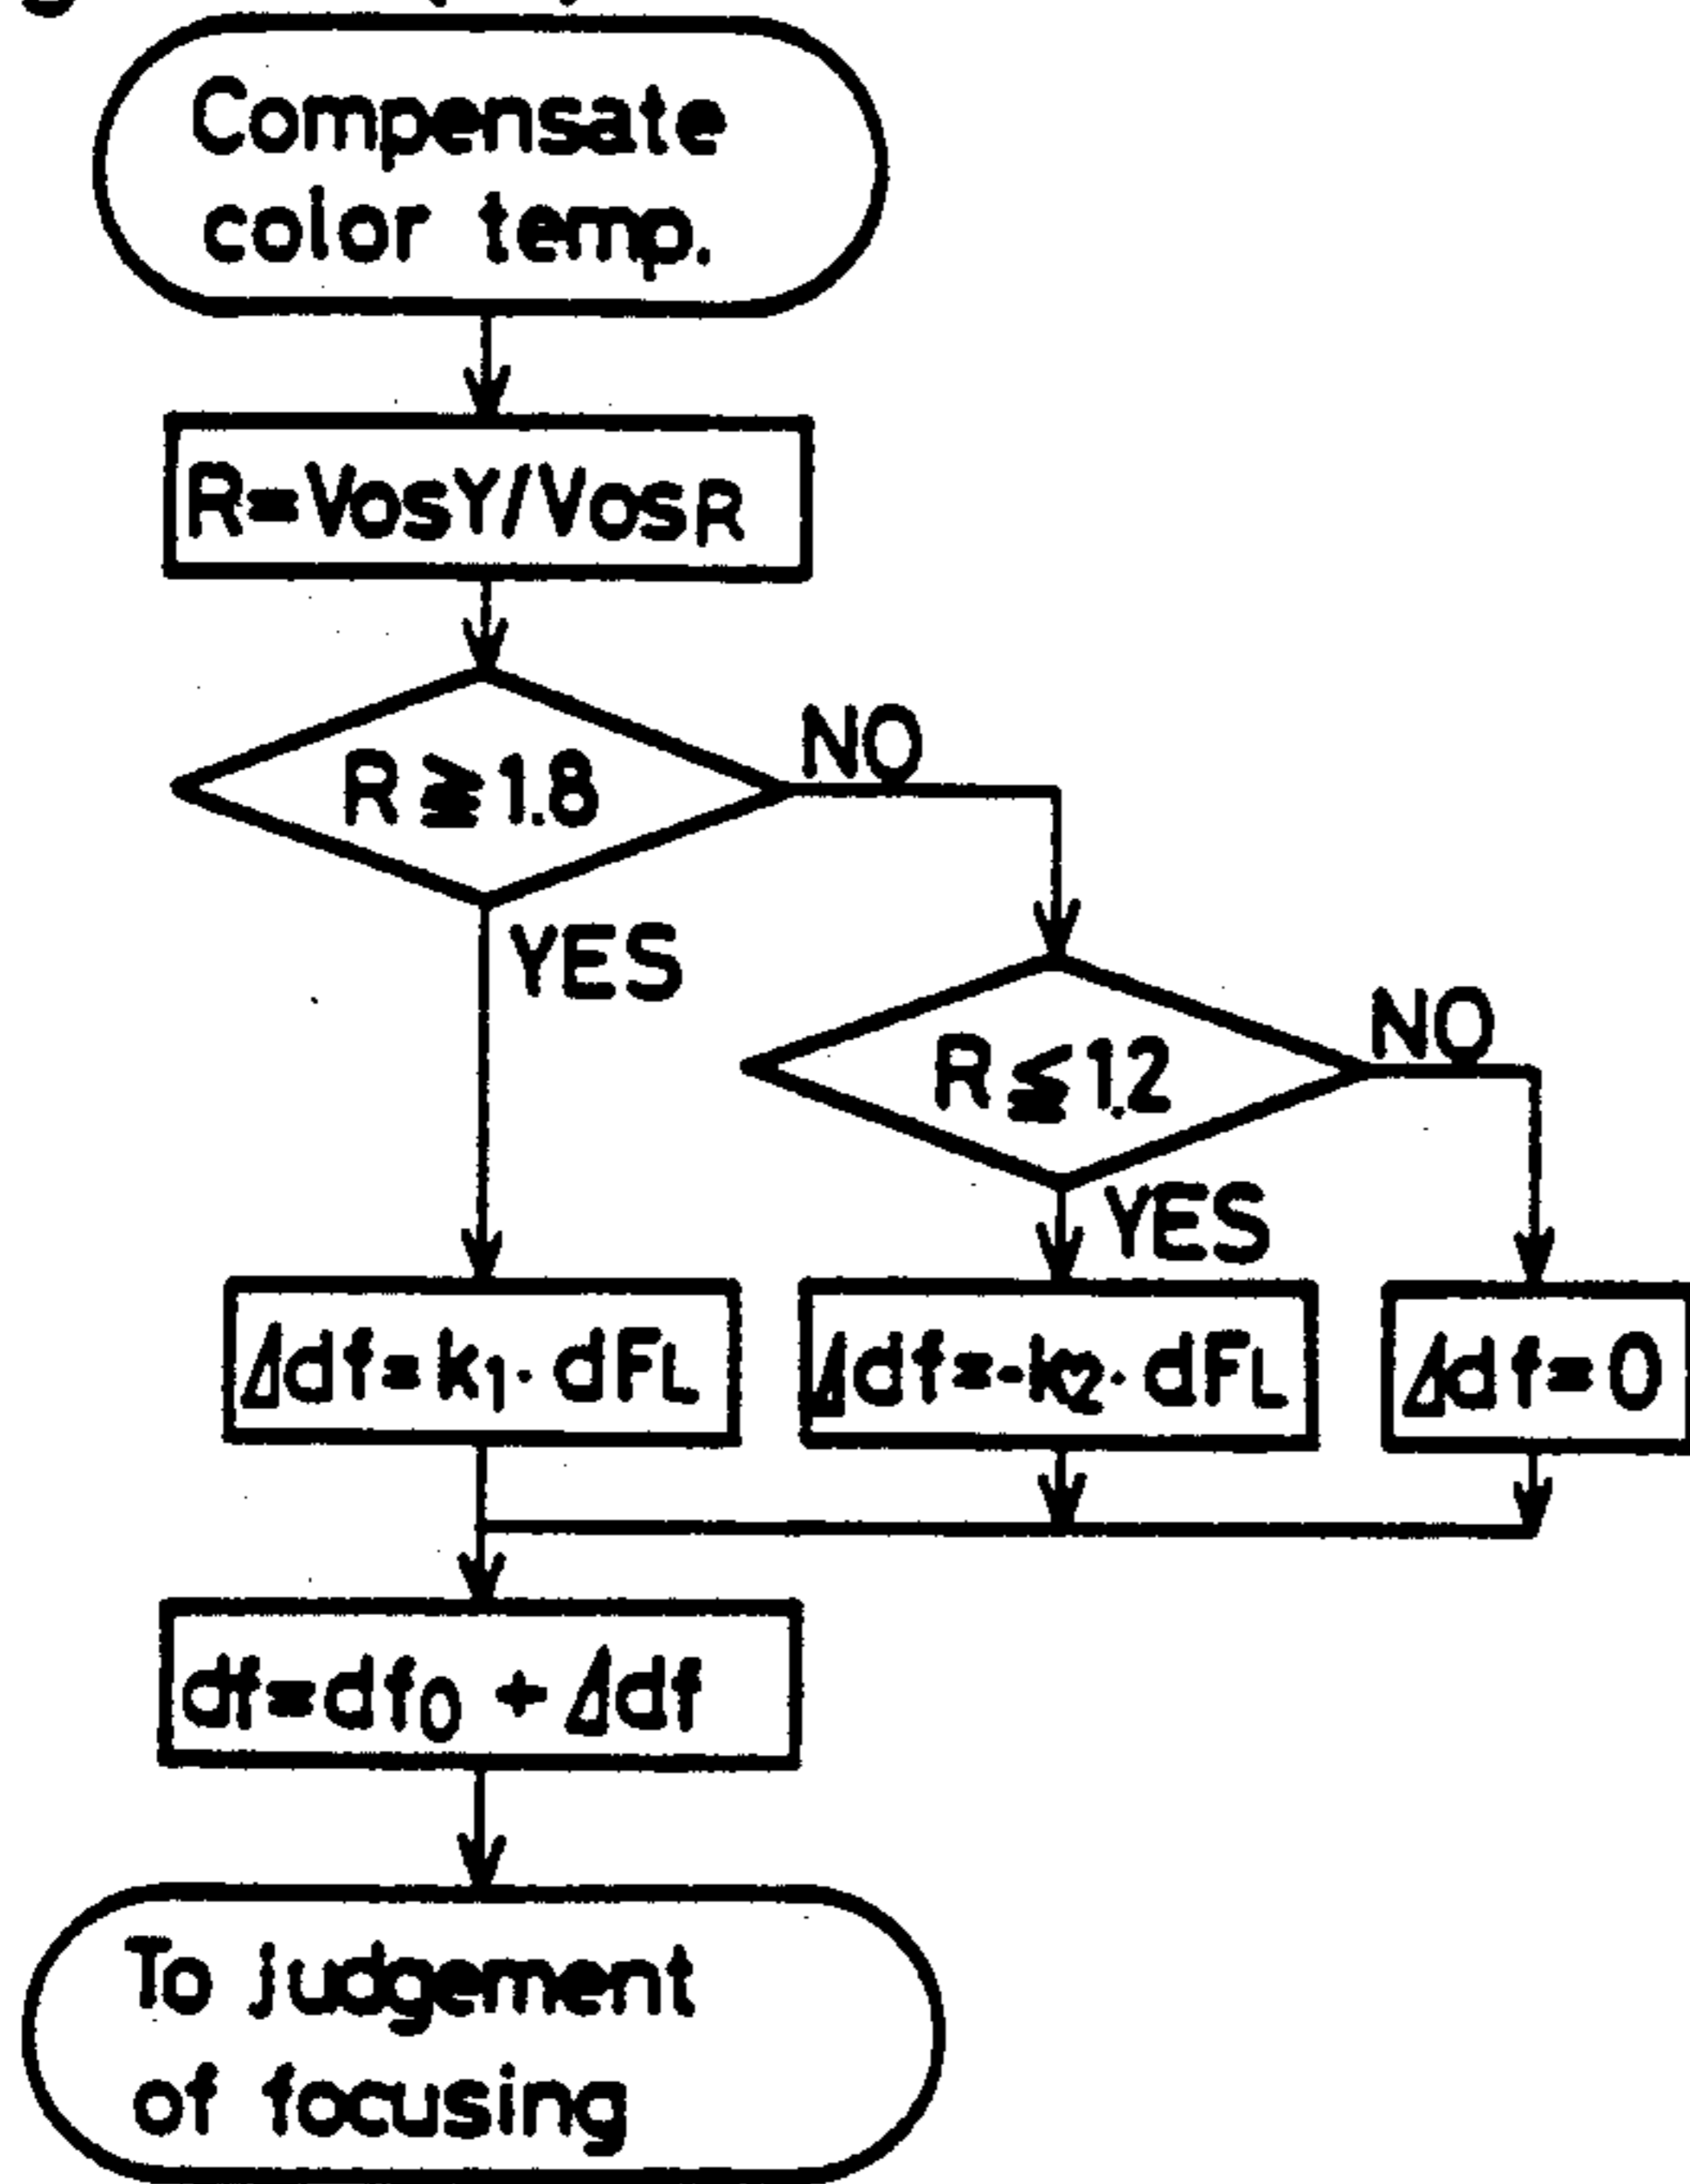 Compensate
color temp.
R=VosY/VosR
R≧1.8
NO
YES
R≦1.2
NO
YES
Δdf=k1·dFL
Δdf=-k2·dFL
Δdf=0
df=df0+Δdf
To judgement
of focusing